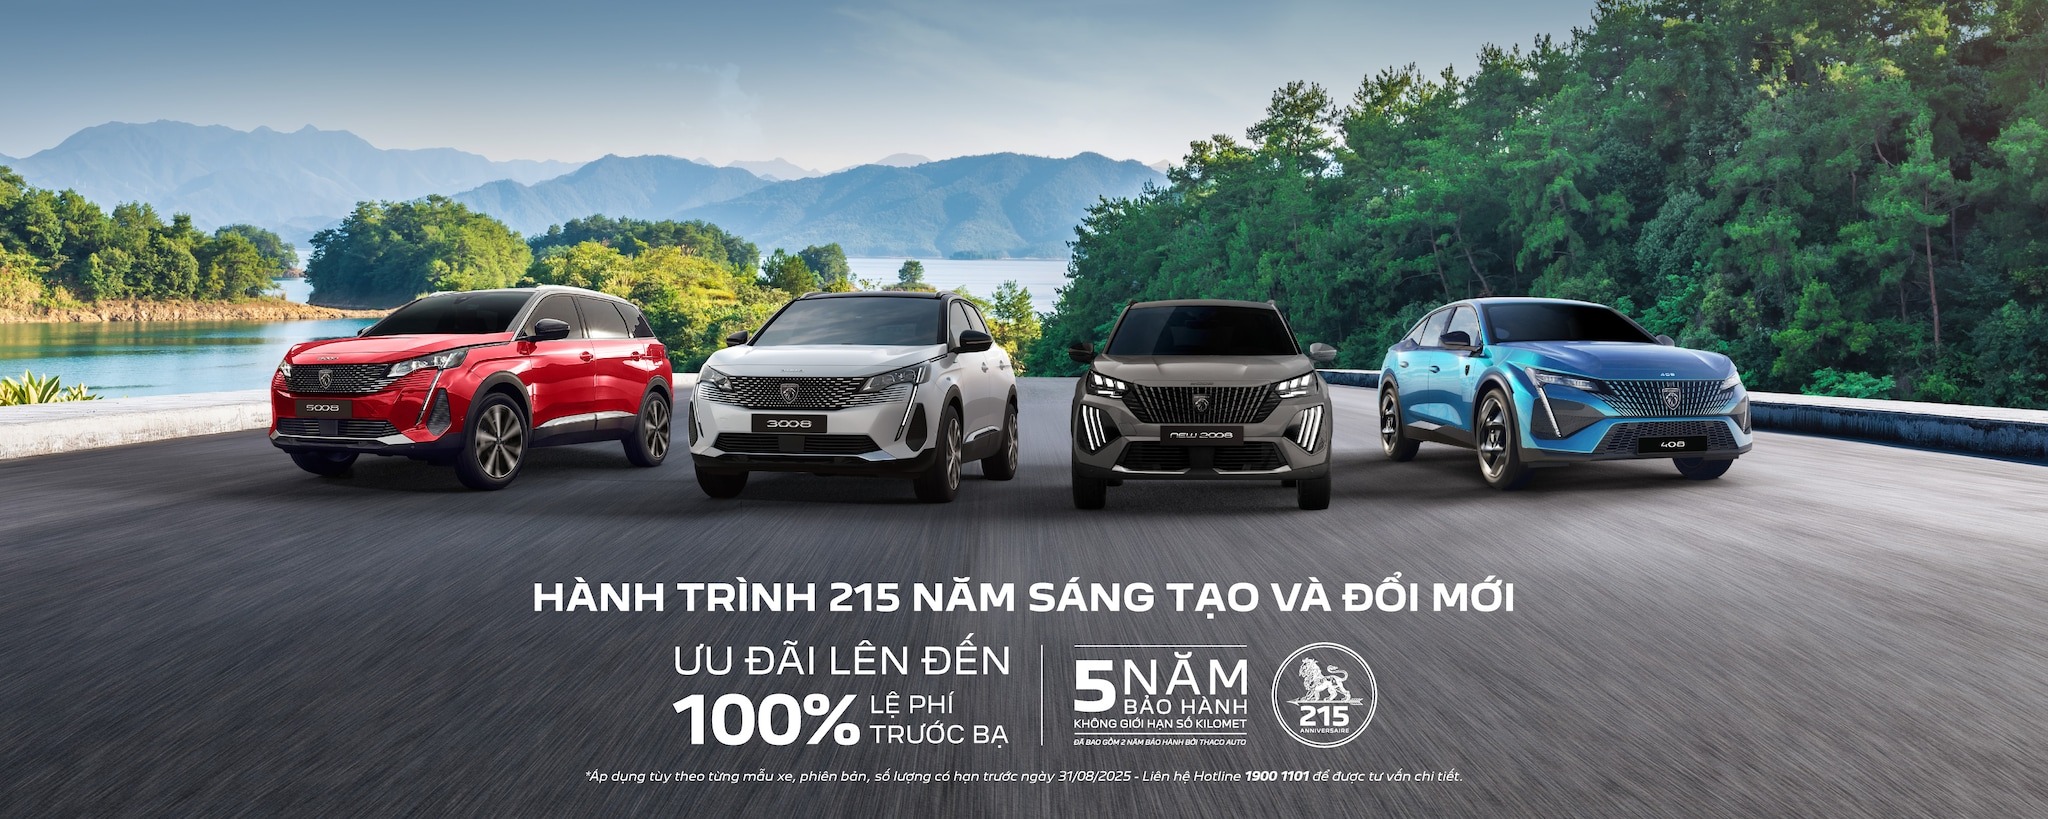 5008
3008
NEW 2008
408
408
HÀNH TRÌNH 215 NĂM SÁNG TẠO VÀ ĐỔI MỚI
ƯU ĐÃI LÊN ĐẾN
100% LỆ PHÍ
TRƯỚC BẠ
5 NĂM
BẢO HÀNH
KHÔNG GIỚI HẠN SỐ KILOMET
ĐÃ BAO GỒM 2 NĂM BẢO HÀNH BỞI THACO AUTO
215
ANNIVERSAIRE
*Áp dụng tùy theo từng mẫu xe, phiên bản, số lượng có hạn trước ngày 31/08/2025 - Liên hệ Hotline 1900 1101 để được tư vấn chi tiết.